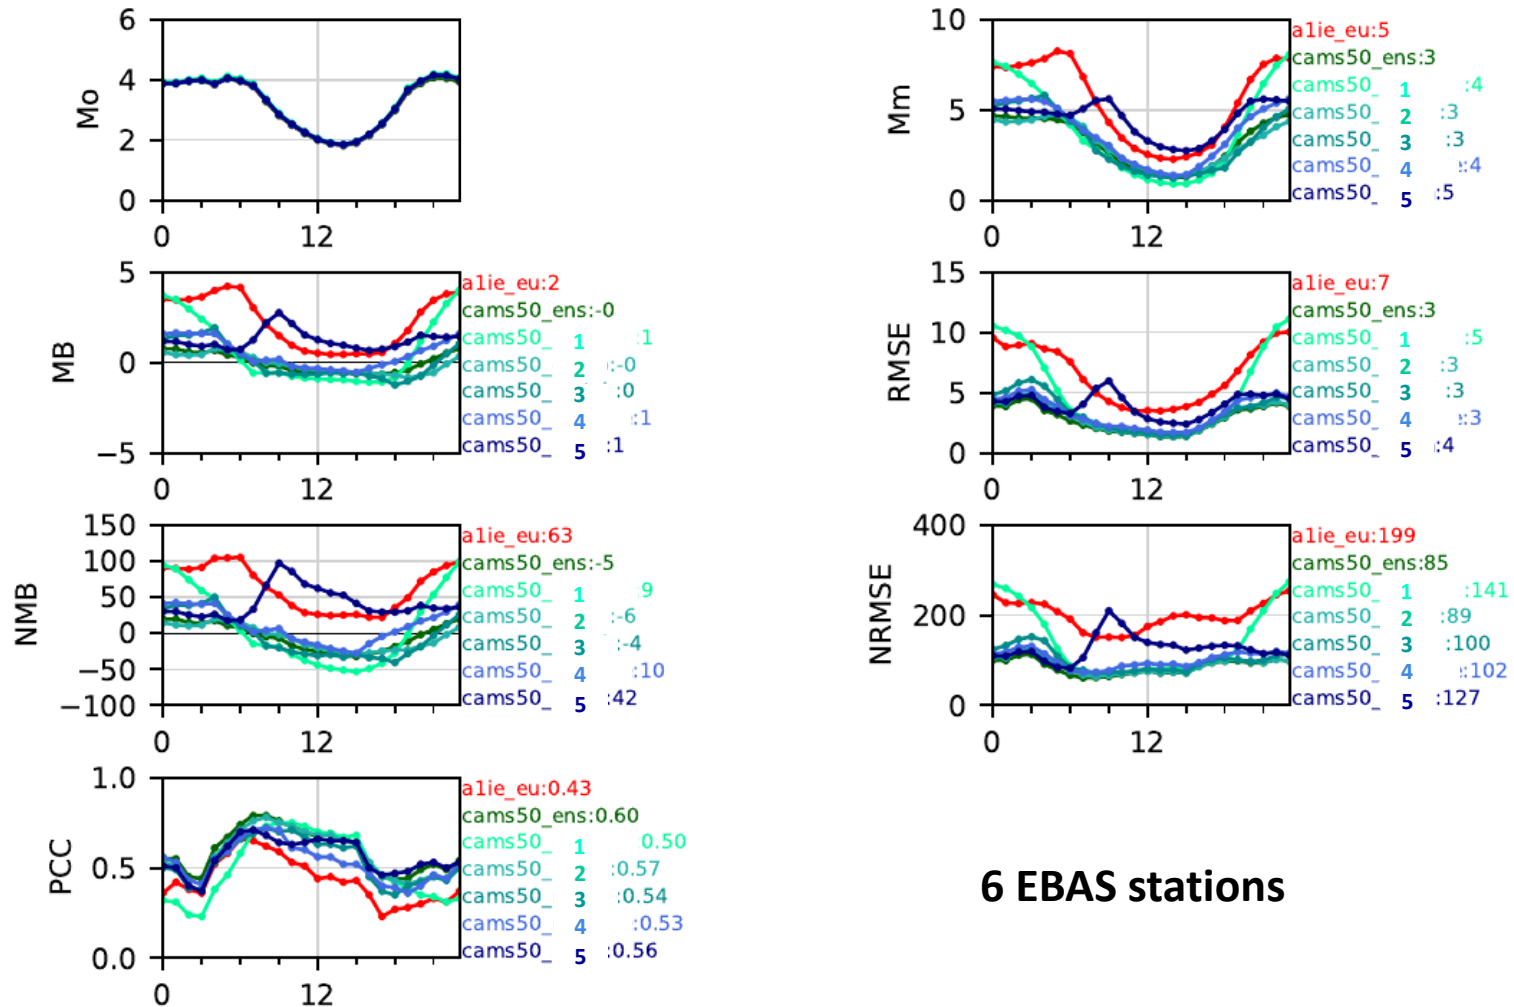 6
4
2
0
Mo
0 12
10
5
0
Mm
0 12
a1ie_eu:5
cams50_ens:3
cams50_ 1 :4
cams50_ 2 :3
cams50_ 3 :3
cams50_ 4 :4
cams50_ 5 :5
5
0
−5
MB
0 12
a1ie_eu:2
cams50_ens:-0
cams50_ 1 :1
cams50_ 2 :-0
cams50_ 3 :0
cams50_ 4 :1
cams50_ 5 :1
15
10
5
0
RMSE
0 12
a1ie_eu:7
cams50_ens:3
cams50_ 1 :5
cams50_ 2 :3
cams50_ 3 :3
cams50_ 4 :3
cams50_ 5 :4
150
100
50
0
−50
−100
NMB
0 12
a1ie_eu:63
cams50_ens:-5
cams50_ 1 :9
cams50_ 2 :-6
cams50_ 3 :-4
cams50_ 4 :10
cams50_ 5 :42
400
200
0
NRMSE
0 12
a1ie_eu:199
cams50_ens:85
cams50_ 1 :141
cams50_ 2 :89
cams50_ 3 :100
cams50_ 4 :102
cams50_ 5 :127
1.0
0.5
0.0
PCC
0 12
a1ie_eu:0.43
cams50_ens:0.60
cams50_ 1 0.50
cams50_ 2 :0.57
cams50_ 3 :0.54
cams50_ 4 :0.53
cams50_ 5 :0.56
6 EBAS stations